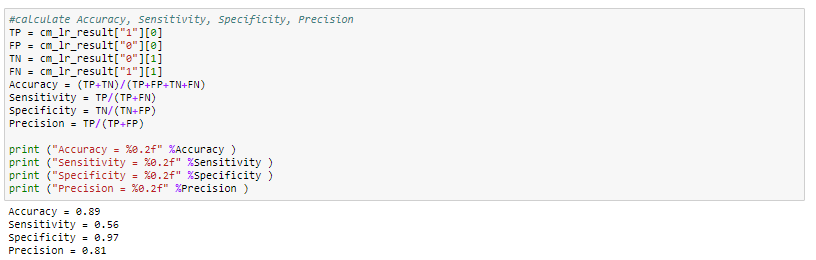 #calculate Accuracy, Sensitivity, Specificity, Precision
TP = cm_lr_result["1"][0]
FP = cm_lr_result["0"][0]
TN = cm_lr_result["0"][1]
FN = cm_lr_result["1"][1]
Accuracy = (TP+TN)/(TP+FP+TN+FN)
Sensitivity = TP/(TP+FN)
Specificity = TN/(TN+FP)
Precision = TP/(TP+FP)
print ("Accuracy = %0.2f" %Accuracy )
print ("Sensitivity = %0.2f" %Sensitivity )
print ("Specificity = %0.2f" %Specificity )
print ("Precision = %0.2f" %Precision )
Accuracy = 0.89
Sensitivity = 0.56
Specificity = 0.97
Precision = 0.81